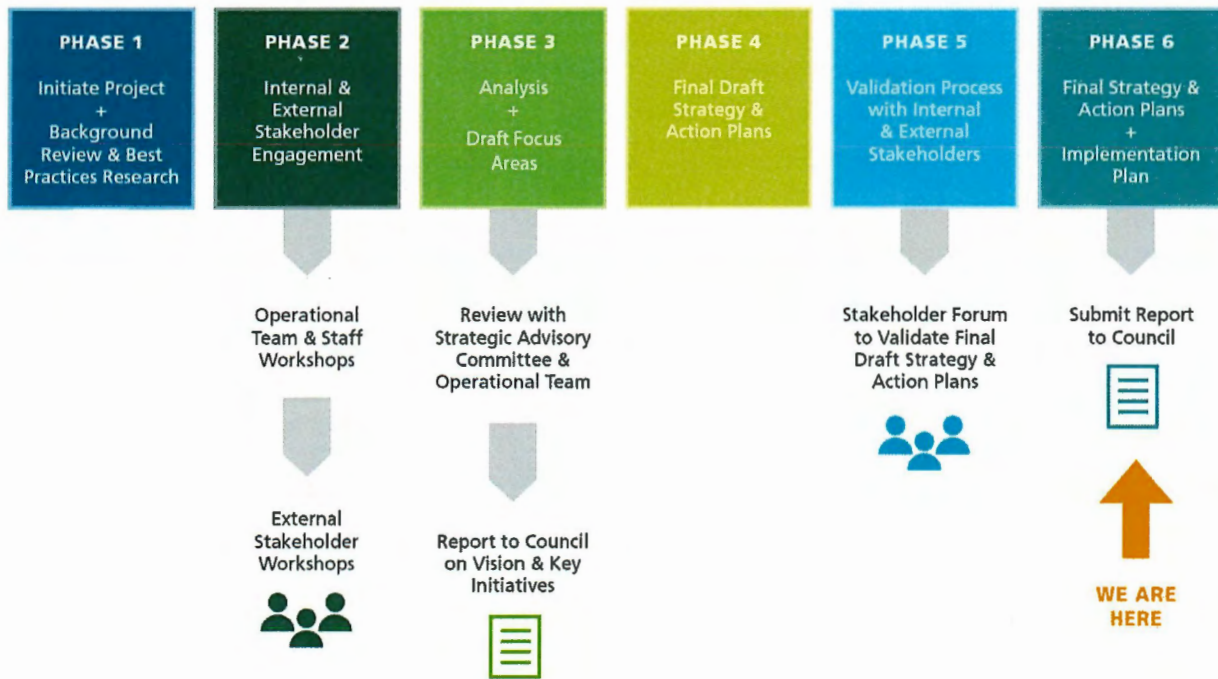 PHASE 1
Initiate Project
+
Background
Review & Best
Practices Research
PHASE 2
Internal &
External
Stakeholder
Engagement
Operational
Team & Staff
Workshops
External
Stakeholder
Workshops
PHASE 3
Analysis
+
Draft Focus
Areas
Review with
Strategic Advisory
Committee &
Operational Team
Report to Council
on Vision & Key
Initiatives
PHASE 4
Final Draft
Strategy &
Action Plans
PHASE 5
Validation Process
with Internal
& External
Stakeholders
Stakeholder Forum
to Validate Final
Draft Strategy &
Action Plans
PHASE 6
Final Strategy &
Action Plans
+
Implementation
Plan
Submit Report
to Council
WE ARE
HERE